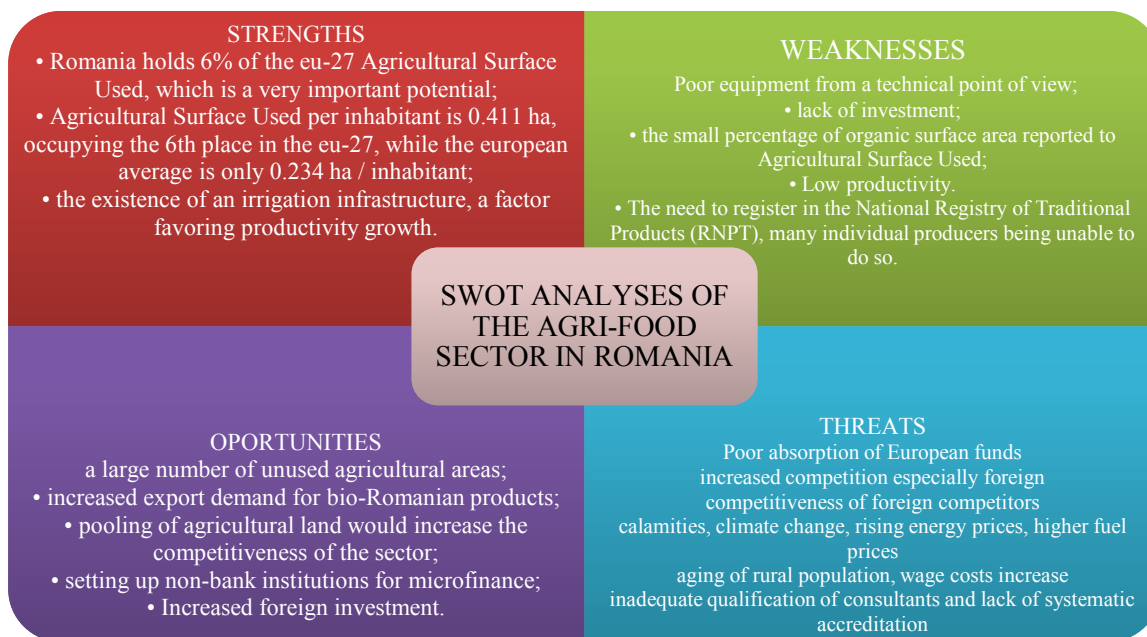 STRENGTHS
• Romania holds 6% of the eu-27 Agricultural Surface
Used, which is a very important potential;
• Agricultural Surface Used per inhabitant is 0.411 ha,
occupying the 6th place in the eu-27, while the european
average is only 0.234 ha / inhabitant;
• the existence of an irrigation infrastructure, a factor
favoring productivity growth.
WEAKNESSES
Poor equipment from a technical point of view;
• lack of investment;
• the small percentage of organic surface area reported to
Agricultural Surface Used;
• Low productivity.
• The need to register in the National Registry of Traditional
Products (RNPT), many individual producers being unable to
do so.
SWOT ANALYSES OF
THE AGRI-FOOD
SECTOR IN ROMANIA
OPORTUNITIES
a large number of unused agricultural areas;
• increased export demand for bio-Romanian products;
• pooling of agricultural land would increase the
competitiveness of the sector;
• setting up non-bank institutions for microfinance;
• Increased foreign investment.
THREATS
Poor absorption of European funds
increased competition especially foreign
competitiveness of foreign competitors
calamities, climate change, rising energy prices, higher fuel
prices
aging of rural population, wage costs increase
inadequate qualification of consultants and lack of systematic
accreditation